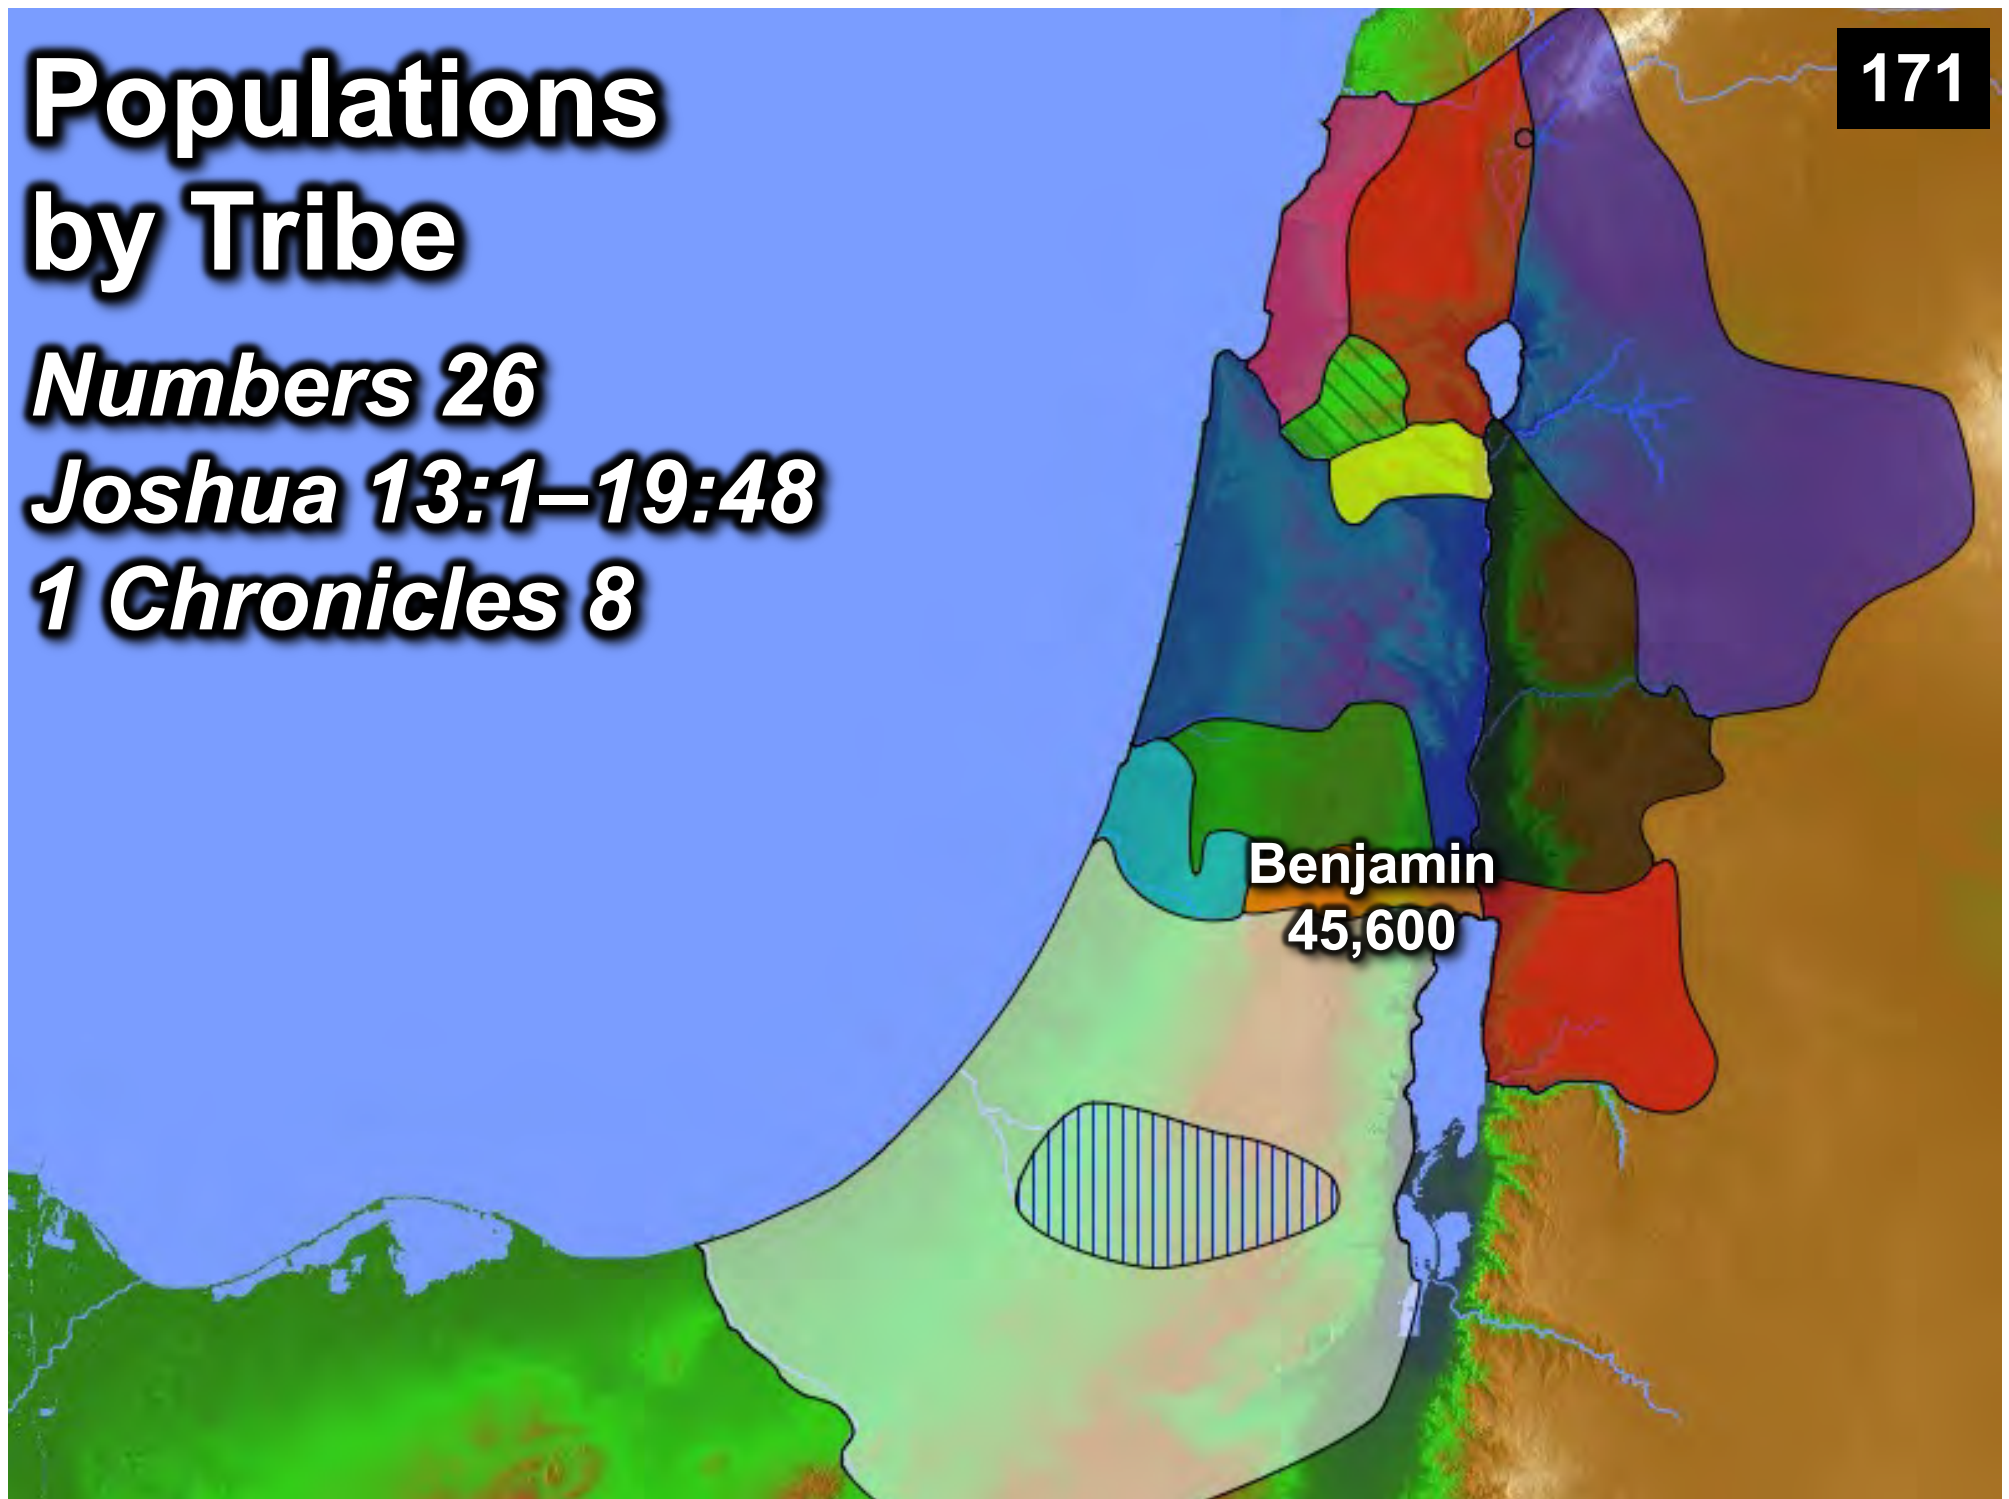 Populations
by Tribe
Numbers 26
Joshua 13:1–19:48
1 Chronicles 8
171
Benjamin
45,600